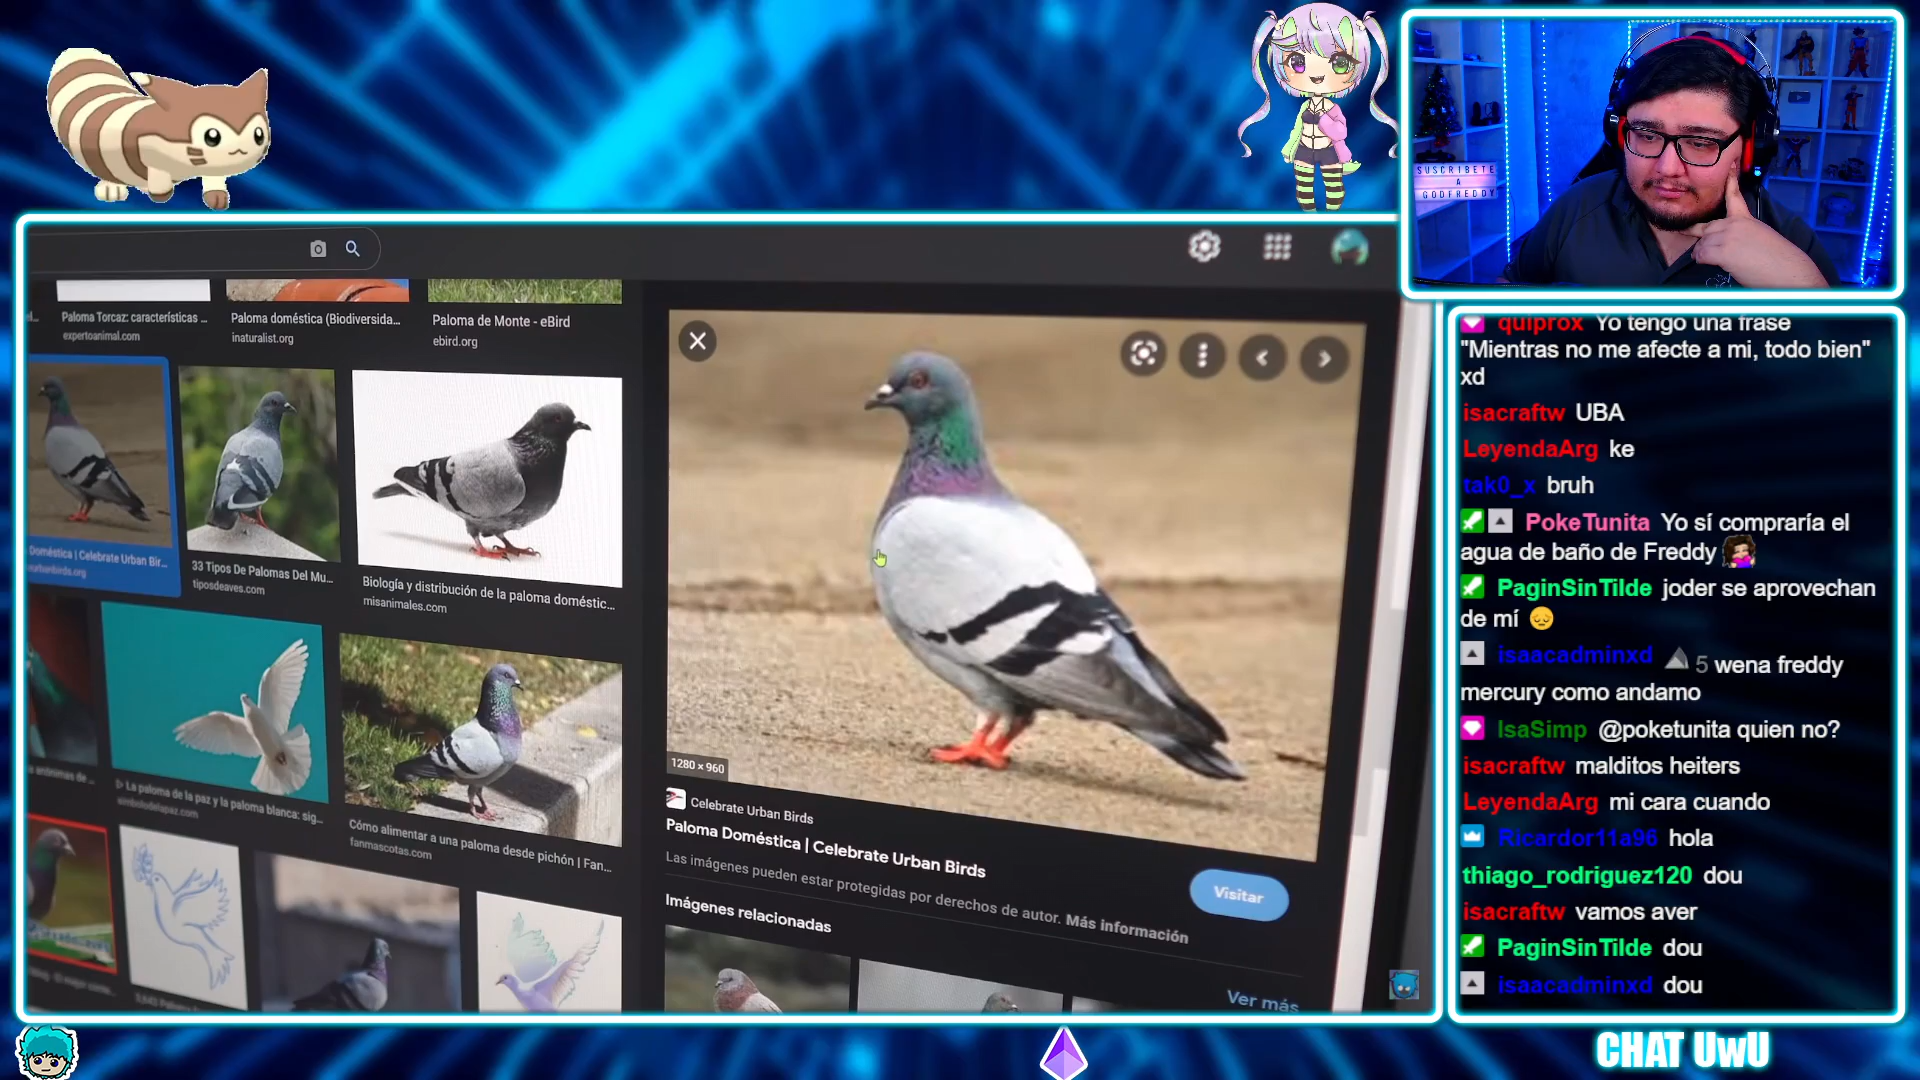 SUSCRIBETE
A
GODFREDDY
Paloma Torcaz: características ...
expertoanimal.com
Paloma doméstica (Biodiversida...
inaturalist.org
Paloma de Monte - eBird
ebird.org
Doméstica | Celebrate Urban Bir...
33 Tipos De Palomas Del Mu...
tiposdeaves.com
Biología y distribución de la paloma doméstic...
misanimales.com
La paloma de la paz y la paloma blanca: sig...
simbolodelapaz.com
Cómo alimentar a una paloma desde pichón | Fan...
fanmascotas.com
1280 × 960
Celebrate Urban Birds
Paloma Doméstica | Celebrate Urban Birds
Las imágenes pueden estar protegidas por derechos de autor. Más información
Visitar
Imágenes relacionadas
Ver más
quiprox Yo tengo una frase
"Mientras no me afecte a mi, todo bien"
xd
isacraftw UBA
LeyendaArg ke
tak0_x bruh
PokeTunita Yo sí compraría el
agua de baño de Freddy
PaginSinTilde joder se aprovechan
de mí
isaacadminxd 5 wena freddy
mercury como andamo
IsaSimp @poketunita quien no?
isacraftw malditos heiters
LeyendaArg mi cara cuando
Ricardor11a96 hola
thiago_rodriguez120 dou
isacraftw vamos aver
PaginSinTilde dou
isaacadminxd dou
CHAT UwU